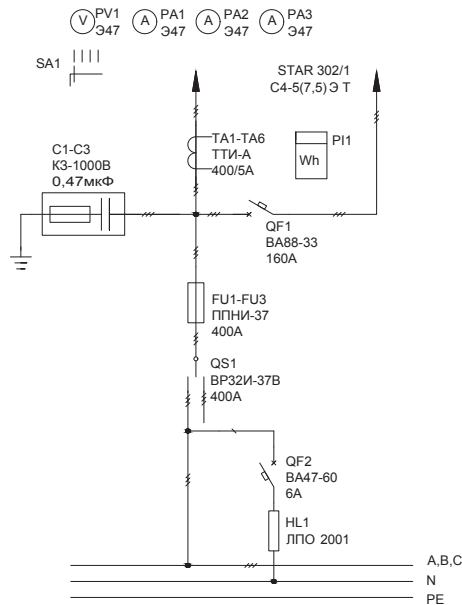 PV1
Э47
PA1
Э47
PA2
Э47
PA3
Э47
V
A
A
A
SA1
STAR 302/1
С4-5(7,5) Э Т
TA1-TA6
ТТИ-А
400/5А
PI1
Wh
C1-C3
К3-1000В
0,47мкФ
QF1
ВА88-33
160А
FU1-FU3
ППНИ-37
400А
QS1
ВР32И-37В
400А
QF2
ВА47-60
6А
HL1
ЛПО 2001
A,B,C
N
PE